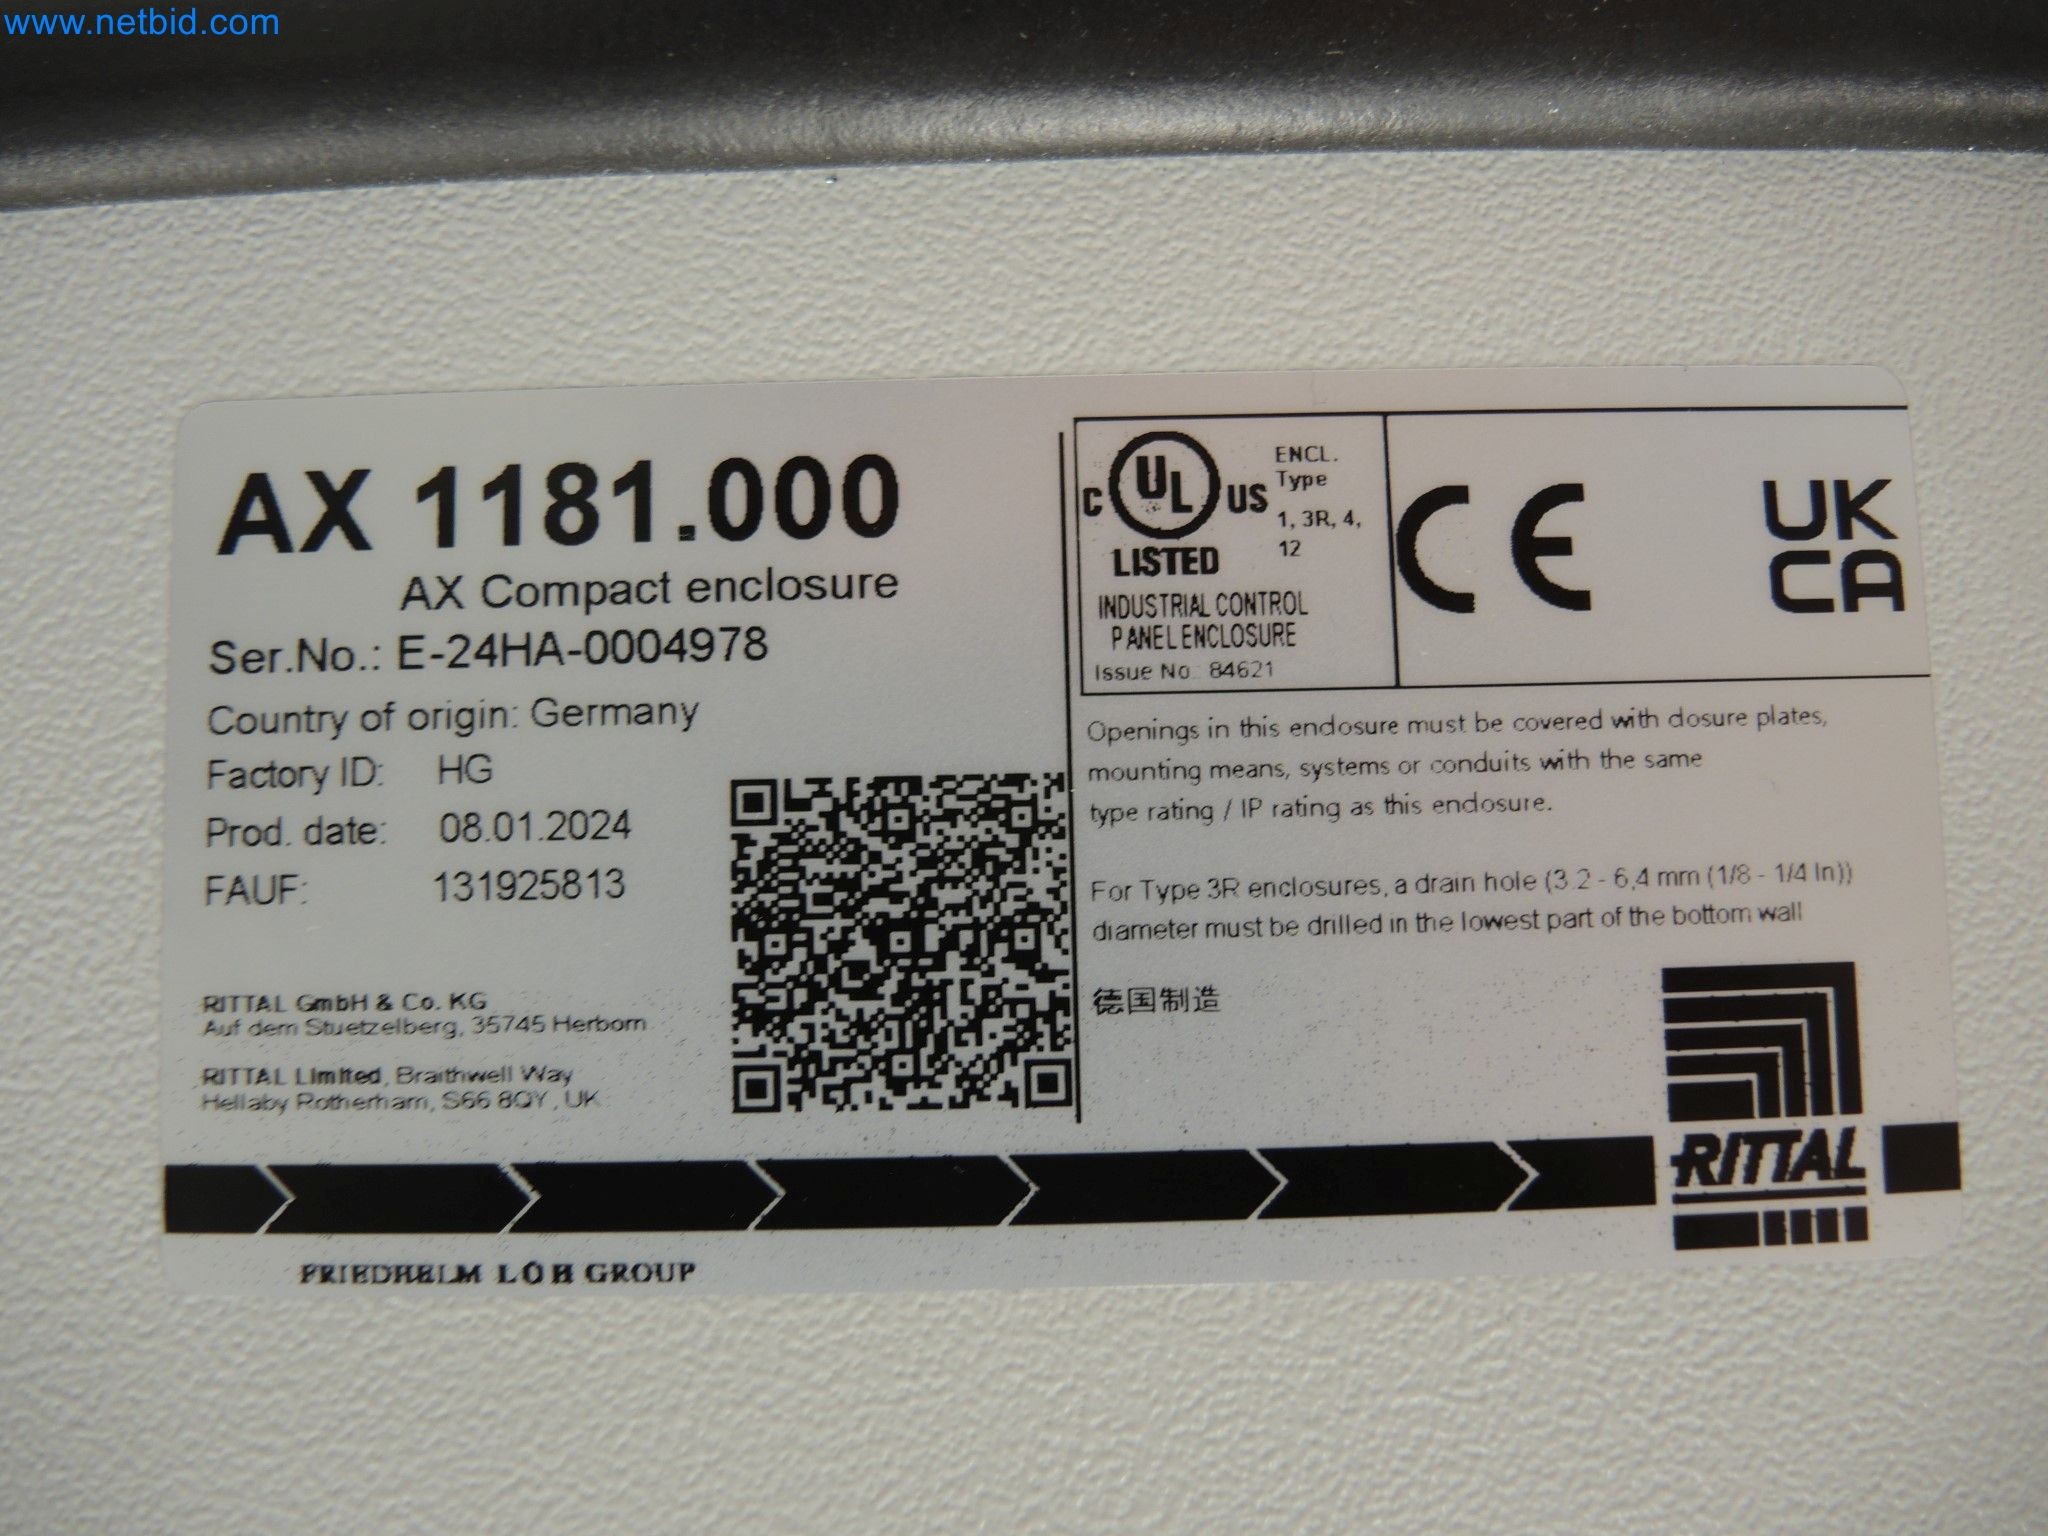 www.netbid.com
AX 1181.000
AX Compact enclosure
Ser.No.: E-24HA-0004978
Country of origin: Germany
Factory ID: HG
Prod. date: 08.01.2024
FAUF: 131925813
RITTAL GmbH & Co. KG
Auf dem Stuetzelberg, 35745 Herborn
RITTAL Limited, Braithwell Way
Hellaby Rotherham, S66 8QY, UK
C UL US
LISTED
ENCL.
Type
1, 3R, 4,
12
INDUSTRIAL CONTROL
PANEL ENCLOSURE
Issue No.: 84621
CE
UK
CA
Openings in this enclosure must be covered with closure plates,
mounting means, systems or conduits with the same
type rating / IP rating as this enclosure.
For Type 3R enclosures, a drain hole (3.2 - 6,4 mm (1/8 - 1/4 In))
diameter must be drilled in the lowest part of the bottom wall
德国制造
RITTAL
FRIEDHELM LOH GROUP